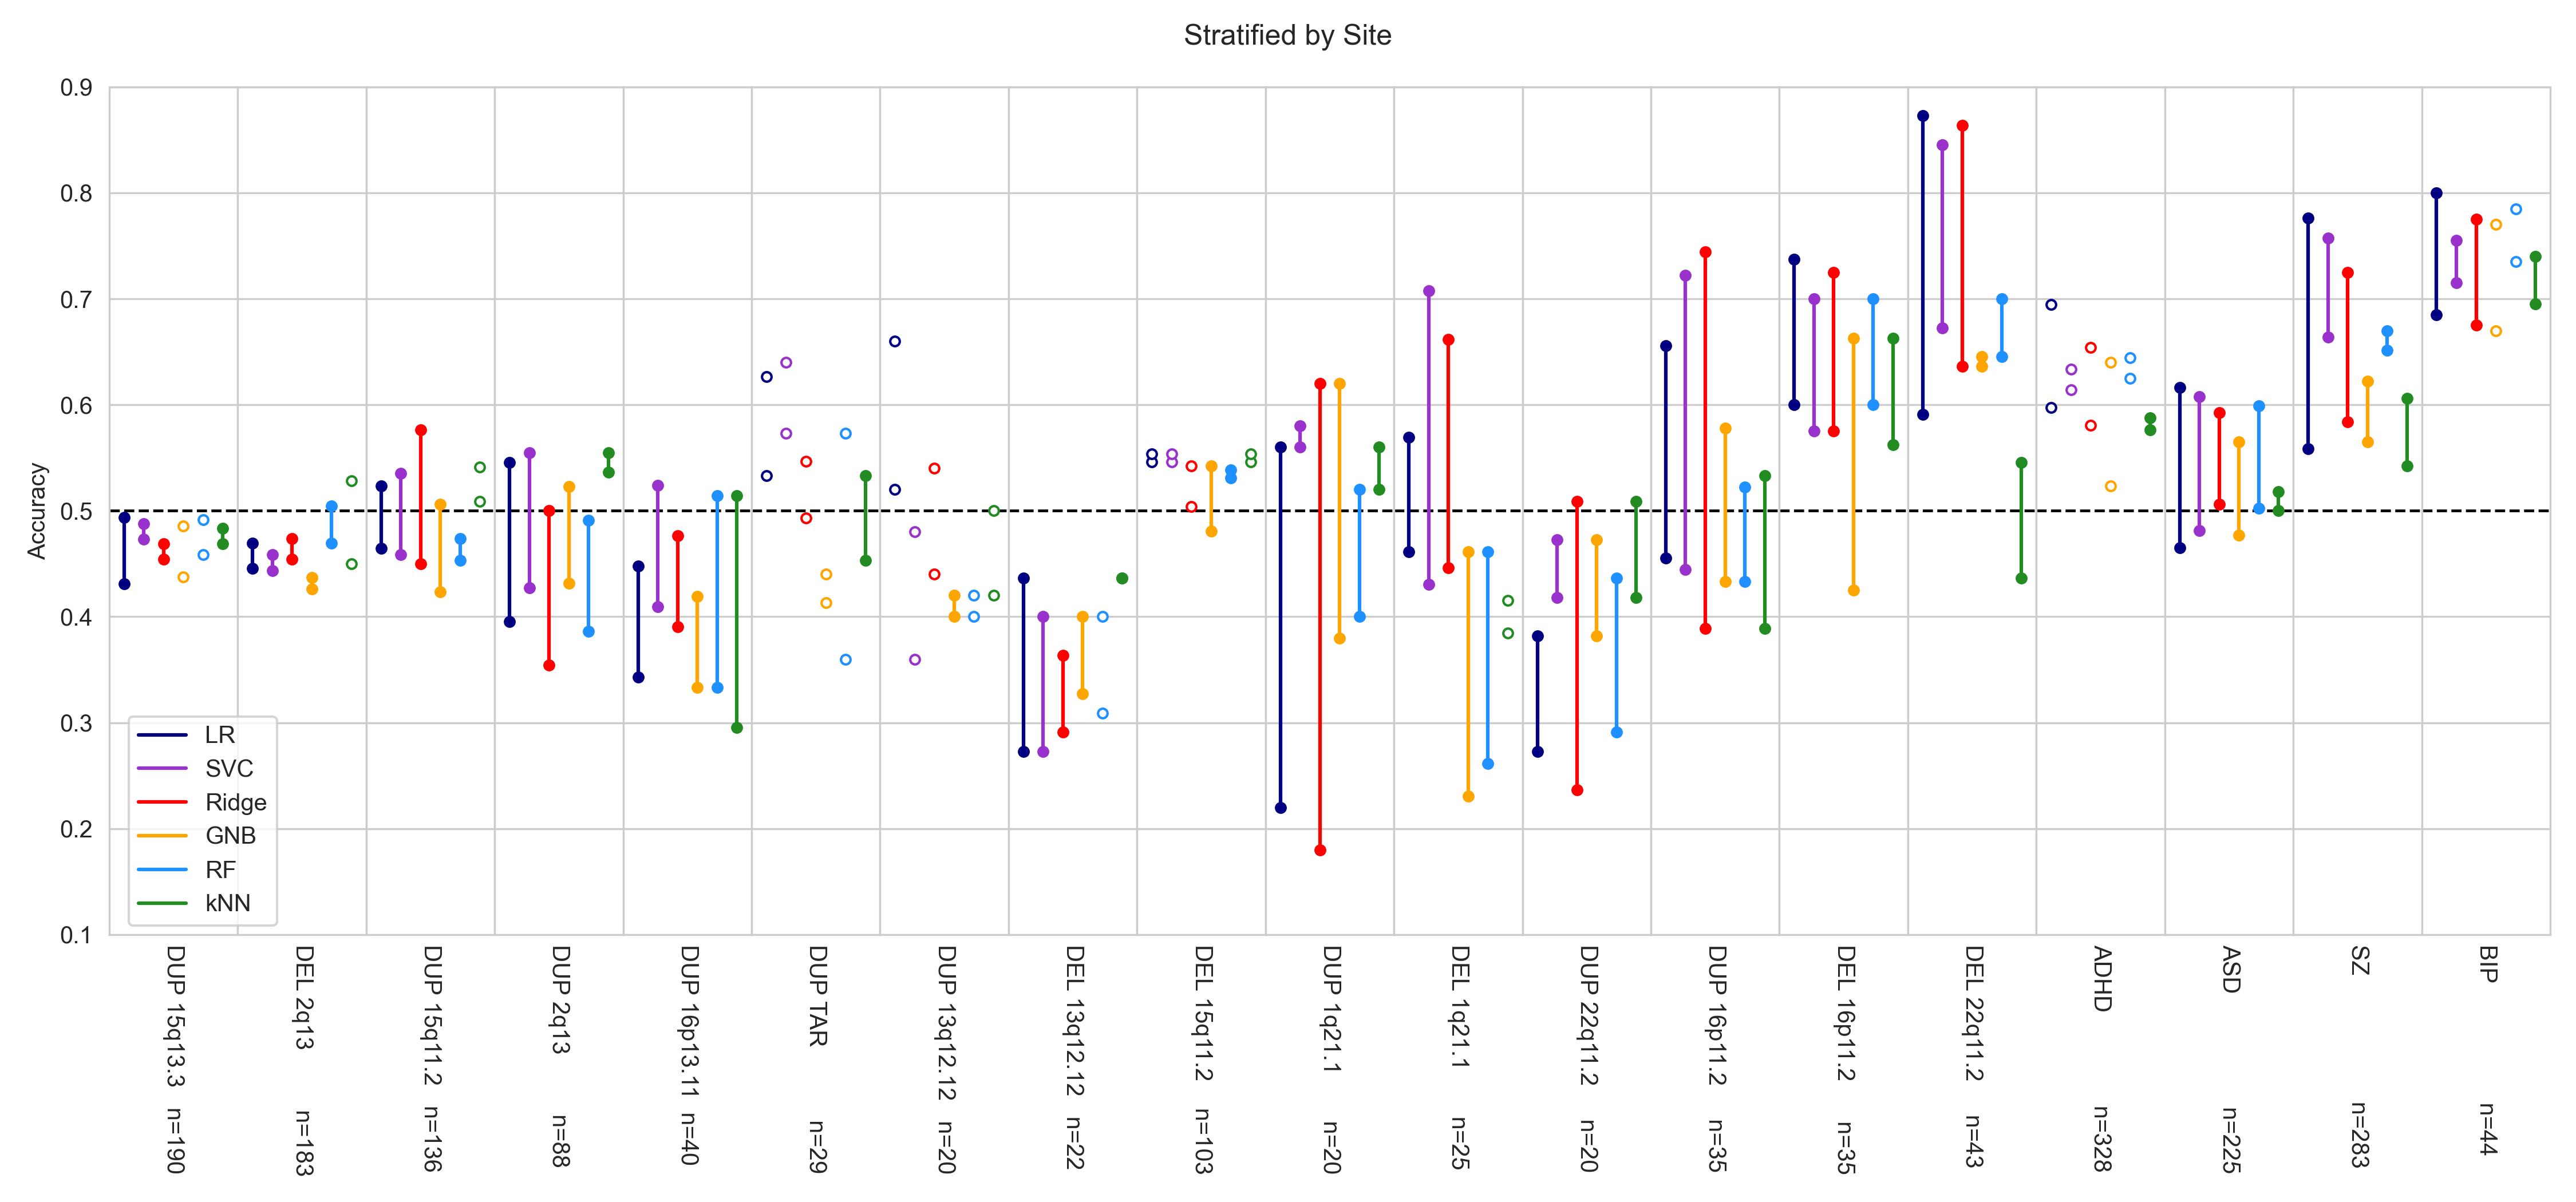 Stratified by Site
Accuracy
0.9
0.8
0.7
0.6
0.5
0.4
0.3
0.2
0.1
LR
SVC
Ridge
GNB
RF
kNN
DUP 15q13.3 n=190
DEL 2q13 n=183
DUP 15q11.2 n=136
DUP 2q13 n=88
DUP 16p13.11 n=40
DUP TAR n=29
DUP 13q12.12 n=20
DEL 13q12.12 n=22
DEL 15q11.2 n=103
DUP 1q21.1 n=20
DEL 1q21.1 n=25
DUP 22q11.2 n=20
DUP 16p11.2 n=35
DEL 16p11.2 n=35
DEL 22q11.2 n=43
ADHD n=328
ASD n=225
SZ n=283
BIP n=44